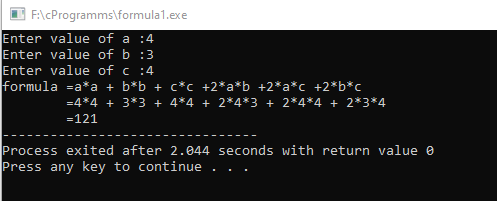 F:\cProgramms\formula1.exe
Enter value of a :4
Enter value of b :3
Enter value of c :4
formula =a*a + b*b + c*c +2*a*b +2*a*c +2*b*c
        =4*4 + 3*3 + 4*4 + 2*4*3 + 2*4*4 + 2*3*4
        =121
--------------------------------
Process exited after 2.044 seconds with return value 0
Press any key to continue . . .